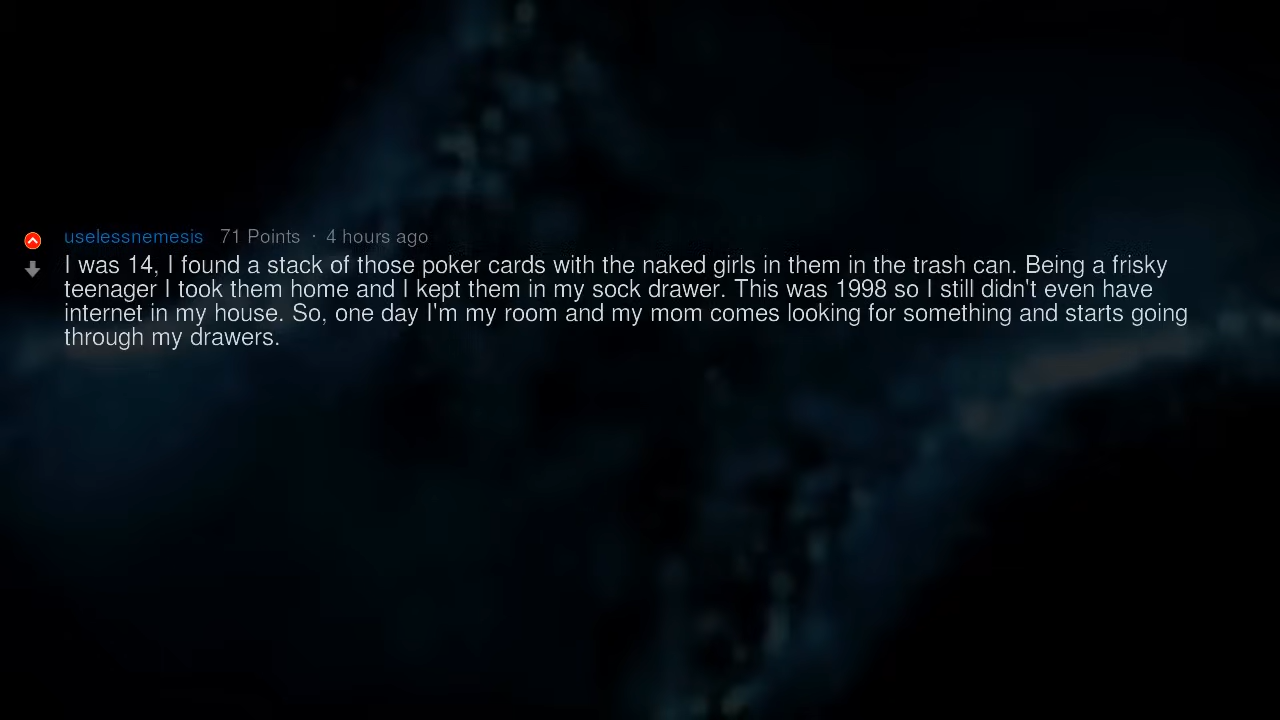 uselessnemesis 71 Points · 4 hours ago
I was 14, I found a stack of those poker cards with the naked girls in them in the trash can. Being a frisky
teenager I took them home and I kept them in my sock drawer. This was 1998 so I still didn't even have
internet in my house. So, one day I'm my room and my mom comes looking for something and starts going
through my drawers.